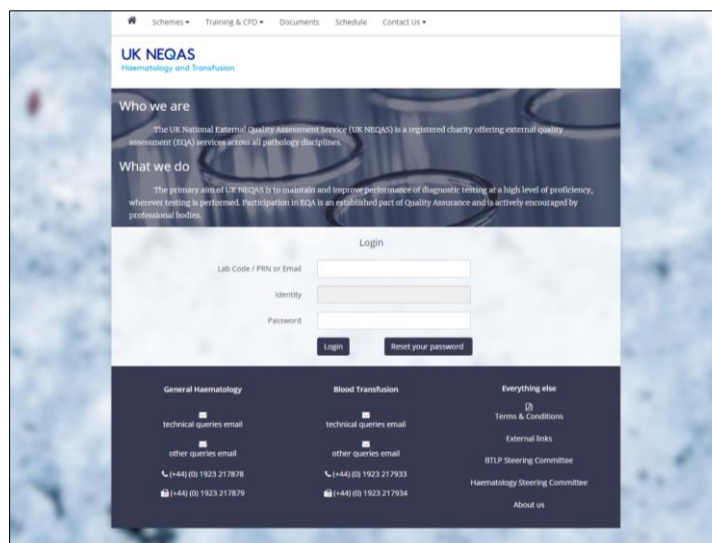 Schemes Training & CPD Documents Schedule Contact Us
UK NEQAS
Haematology and Transfusion
Who we are
The UK National External Quality Assessment Service (UK NEQAS) is a registered charity offering external quality
assessment (EQA) services across all pathology disciplines.
What we do
The primary aim of UK NEQAS is to maintain and improve performance of diagnostic testing at a high level of proficiency,
wherever testing is performed. Participation in EQA is an established part of Quality Assurance and is actively encouraged by
professional bodies.
Login
Lab Code / PRN or Email
Identity
Password
Login Reset your password
General Haematology
technical queries email
other queries email
(+44) (0) 1923 217878
(+44) (0) 1923 217879
Blood Transfusion
technical queries email
other queries email
(+44) (0) 1923 217933
(+44) (0) 1923 217934
Everything else
Terms & Conditions
External links
BTLP Steering Committee
Haematology Steering Committee
About us